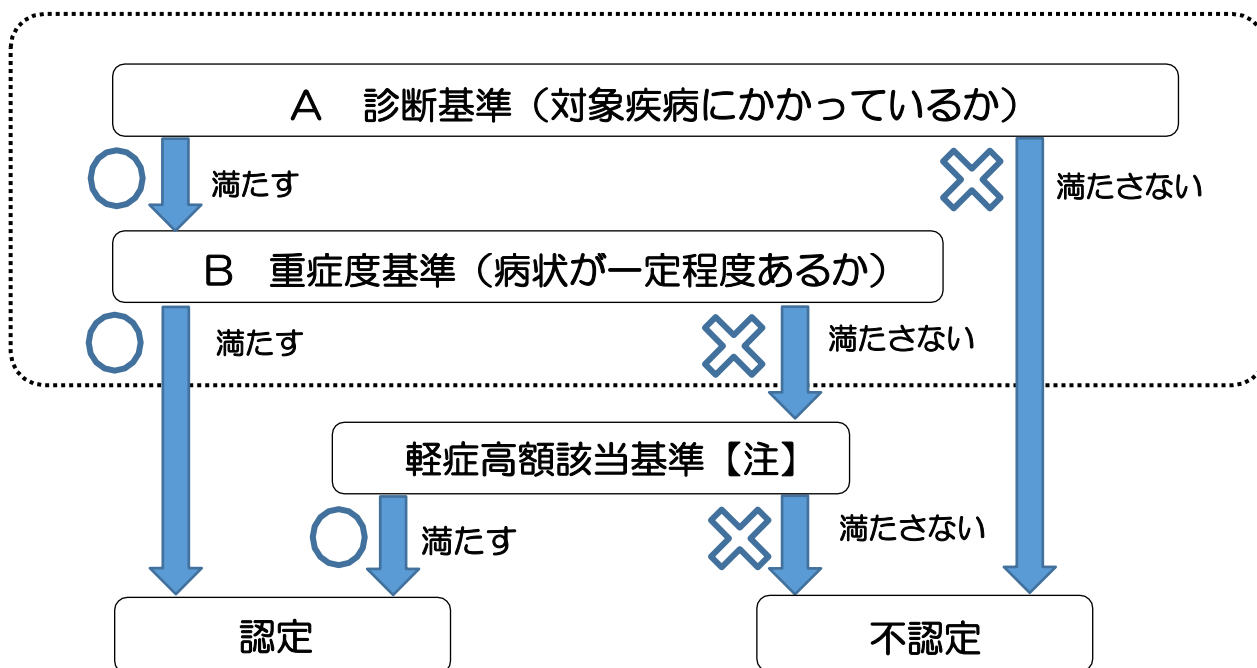 A 診断基準（対象疾病にかかっているか）
満たす
満たさない
B 重症度基準（病状が一定程度あるか）
満たす
満たさない
軽症高額該当基準【注】
満たす
満たさない
認定
不認定